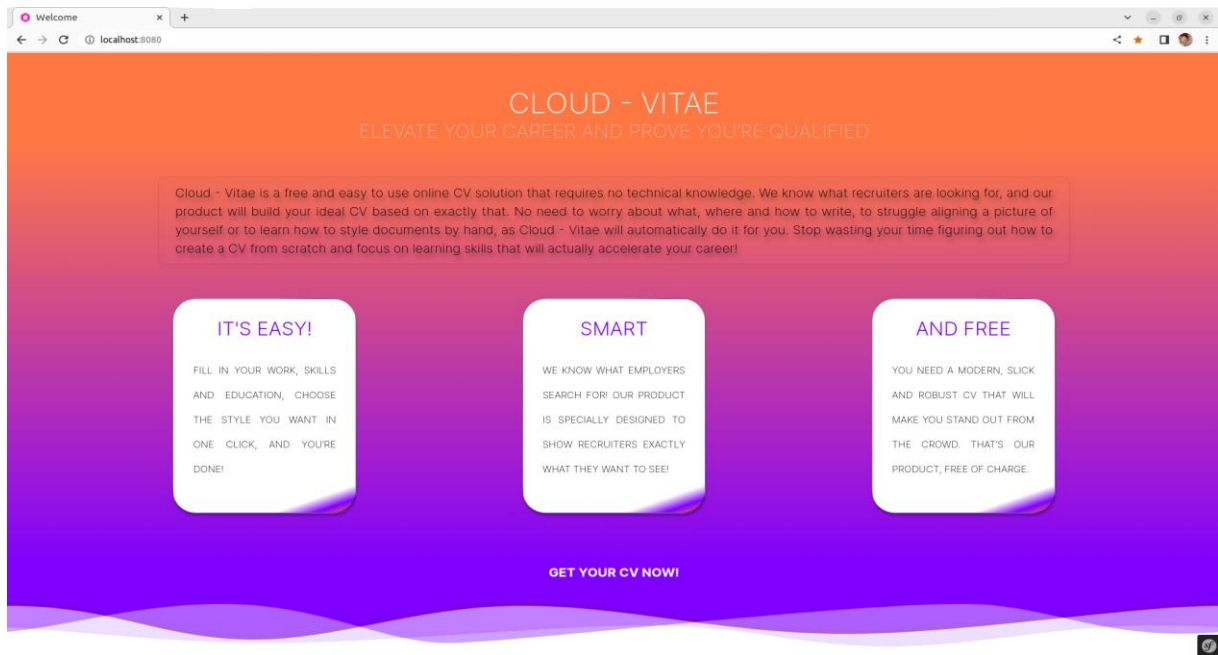 Welcome
localhost:8080
CLOUD - VITAE
ELEVATE YOUR CAREER AND PROVE YOU'RE QUALIFIED
Cloud - Vitae is a free and easy to use online CV solution that requires no technical knowledge. We know what recruiters are looking for, and our
product will build your ideal CV based on exactly that. No need to worry about what, where and how to write, to struggle aligning a picture of
yourself or to learn how to style documents by hand, as Cloud - Vitae will automatically do it for you. Stop wasting your time figuring out how to
create a CV from scratch and focus on learning skills that will actually accelerate your career!
IT'S EASY!
FILL IN YOUR WORK, SKILLS
AND EDUCATION, CHOOSE
THE STYLE YOU WANT IN
ONE CLICK, AND YOU'RE
DONE!
SMART
WE KNOW WHAT EMPLOYERS
SEARCH FOR! OUR PRODUCT
IS SPECIALLY DESIGNED TO
SHOW RECRUITERS EXACTLY
WHAT THEY WANT TO SEE!
AND FREE
YOU NEED A MODERN, SLICK
AND ROBUST CV THAT WILL
MAKE YOU STAND OUT FROM
THE CROWD. THAT'S OUR
PRODUCT, FREE OF CHARGE.
GET YOUR CV NOW!